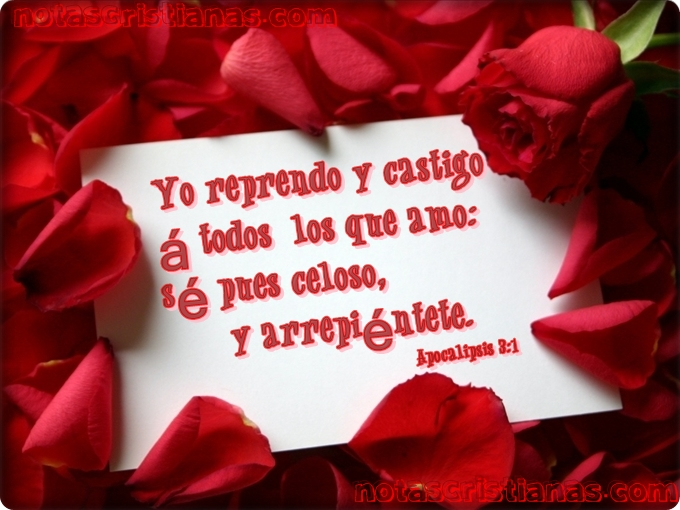 notascristianas.com
Yo reprendo y castigo
á todos los que amo:
sé pues celoso,
y arrepiéntete.
Apocalipsis 3:1
notascristianas.com